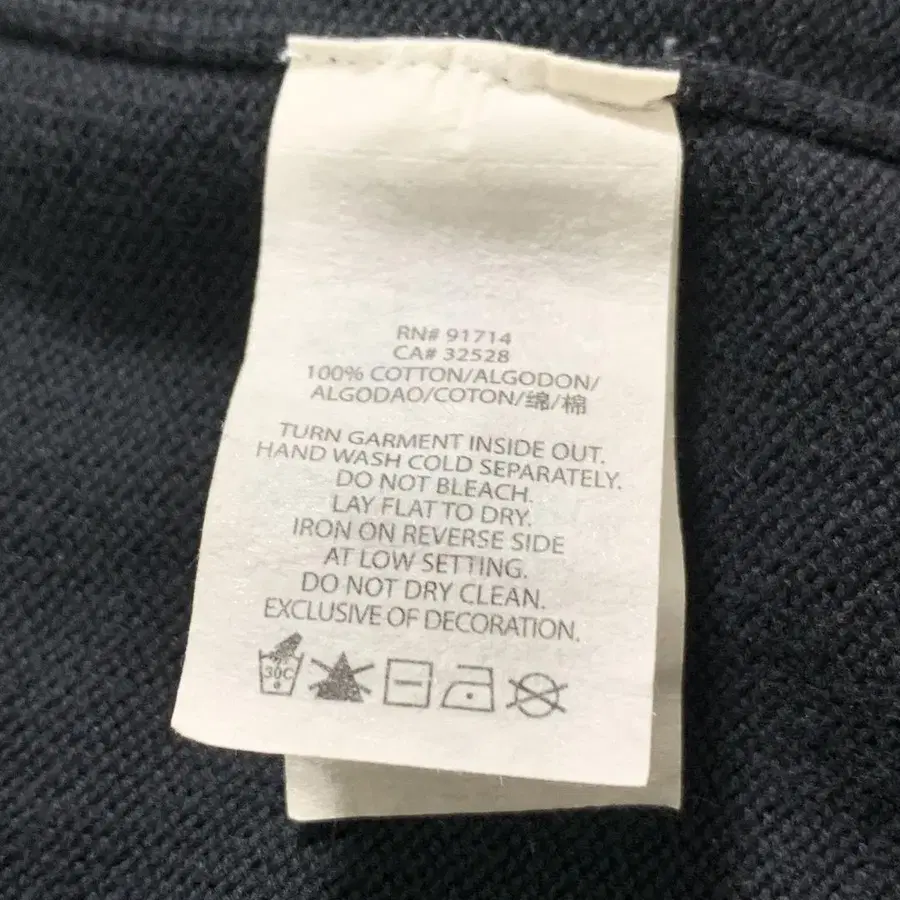 RN# 91714
CA# 32528
100% COTTON/ALGODON/
ALGODAO/COTON/绵/棉
TURN GARMENT INSIDE OUT.
HAND WASH COLD SEPARATELY.
DO NOT BLEACH.
LAY FLAT TO DRY.
IRON ON REVERSE SIDE
AT LOW SETTING.
DO NOT DRY CLEAN.
EXCLUSIVE OF DECORATION.
30C